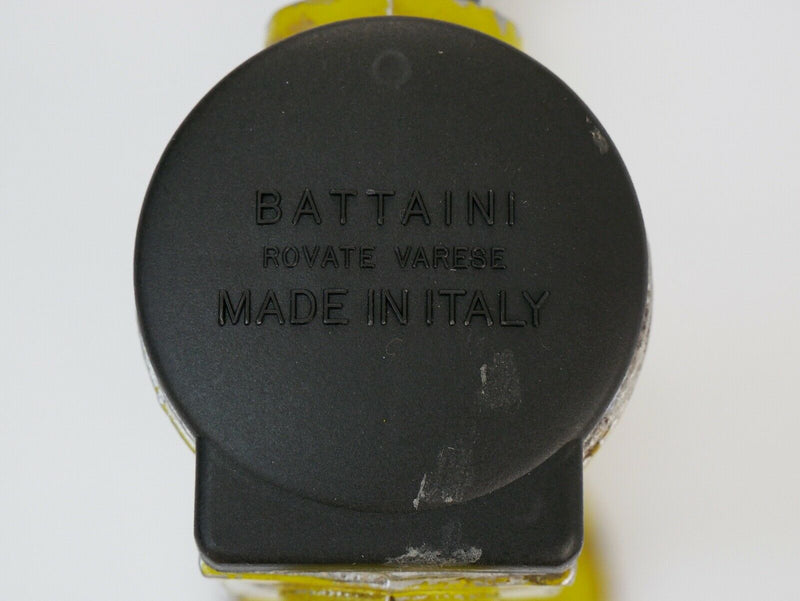 BATTAINI
ROVATE VARESE
MADE IN ITALY